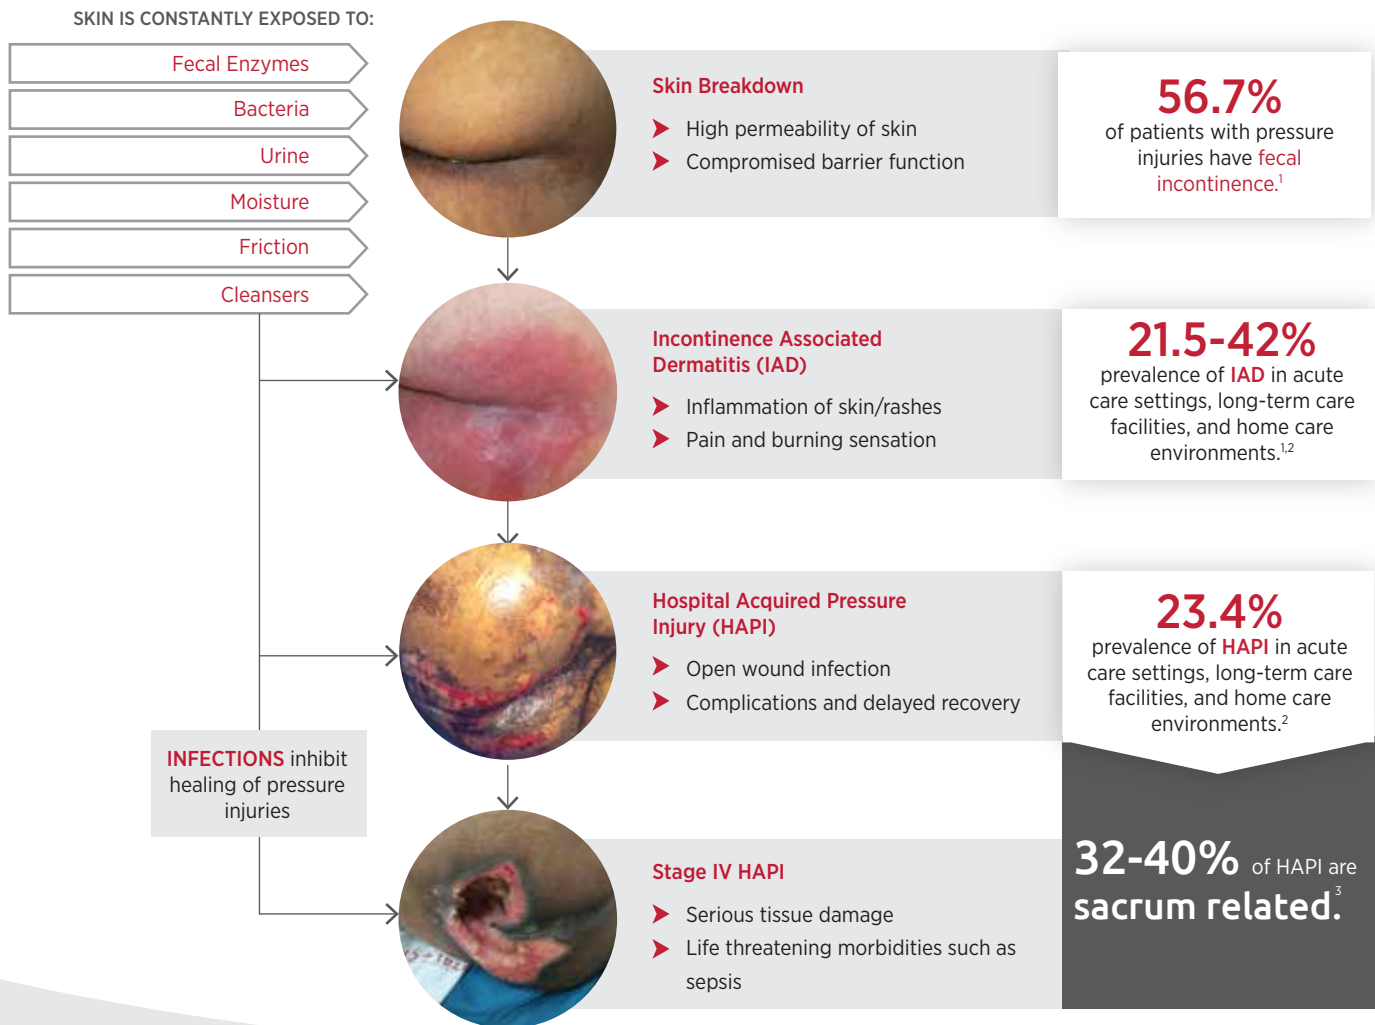 SKIN IS CONSTANTLY EXPOSED TO:
Fecal Enzymes
Bacteria
Urine
Moisture
Friction
Cleansers
INFECTIONS inhibit
healing of pressure
injuries
Skin Breakdown
High permeability of skin
Compromised barrier function
56.7%
of patients with pressure
injuries have fecal
incontinence.1
Incontinence Associated
Dermatitis (IAD)
Inflammation of skin/rashes
Pain and burning sensation
21.5-42%
prevalence of IAD in acute
care settings, long-term care
facilities, and home care
environments.1,2
Hospital Acquired Pressure
Injury (HAPI)
Open wound infection
Complications and delayed recovery
23.4%
prevalence of HAPI in acute
care settings, long-term care
facilities, and home care
environments.2
Stage IV HAPI
Serious tissue damage
Life threatening morbidities such as
sepsis
32-40% of HAPI are
sacrum related.3